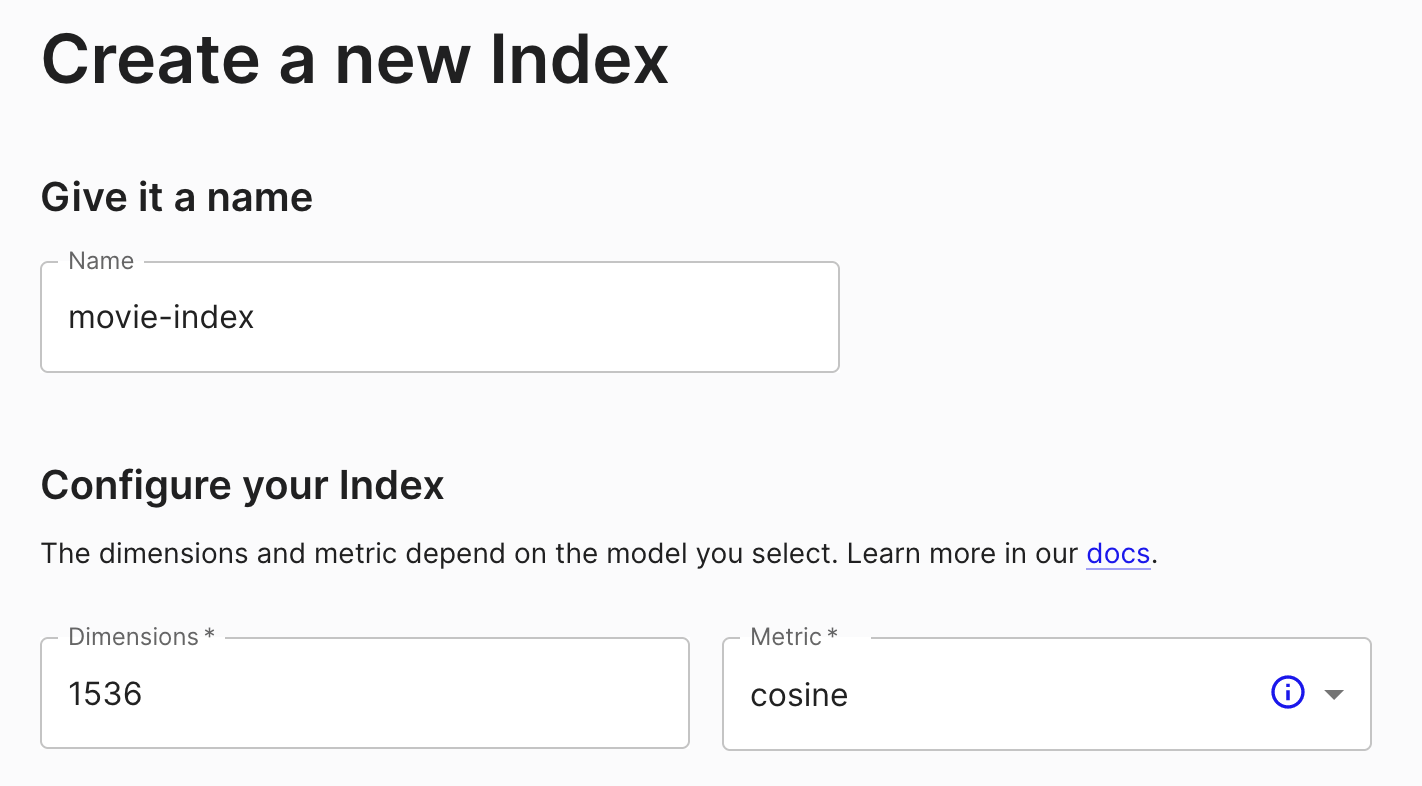 Create a new Index
Give it a name
Name
movie-index
Configure your Index
The dimensions and metric depend on the model you select. Learn more in our docs.
Dimensions * Metric *
1536 cosine